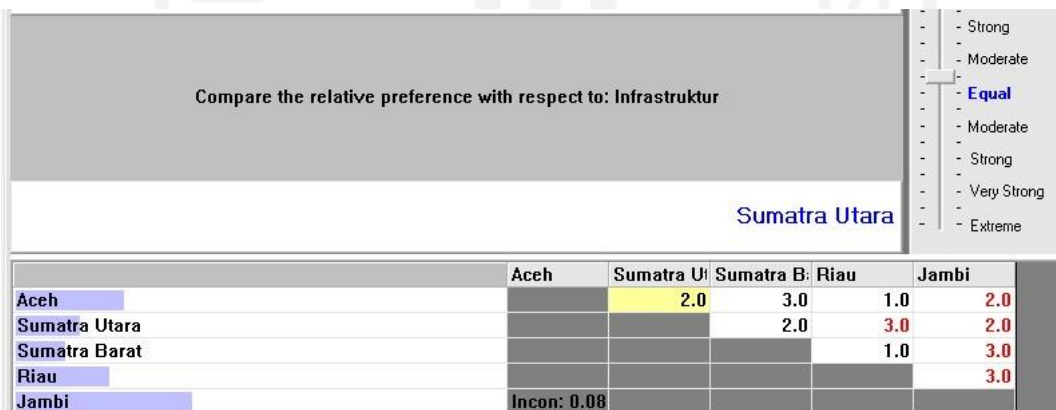 Strong
Moderate
Compare the relative preference with respect to: Infrastruktur
Equal
Moderate
Strong
Very Strong
Sumatra Utara
Extreme
Aceh Sumatra Ut Sumatra B: Riau Jambi
Aceh 2.0 3.0 1.0 2.0
Sumatra Utara 2.0 3.0 2.0
Sumatra Barat 1.0 3.0
Riau 3.0
Jambi Incon: 0.08